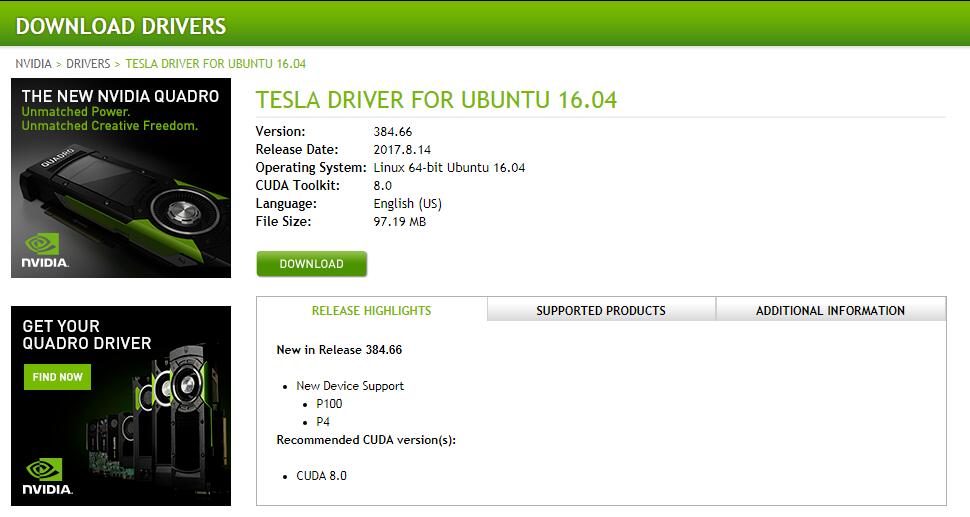 DOWNLOAD DRIVERS
NVIDIA > DRIVERS > TESLA DRIVER FOR UBUNTU 16.04
THE NEW NVIDIA QUADRO
Unmatched Power.
Unmatched Creative Freedom.
QUADRO
NVIDIA.
GET YOUR
QUADRO DRIVER
FIND NOW
NVIDIA.
TESLA DRIVER FOR UBUNTU 16.04
Version: 384.66
Release Date: 2017.8.14
Operating System: Linux 64-bit Ubuntu 16.04
CUDA Toolkit: 8.0
Language: English (US)
File Size: 97.19 MB
DOWNLOAD
RELEASE HIGHLIGHTS SUPPORTED PRODUCTS ADDITIONAL INFORMATION
New in Release 384.66
• New Device Support
• P100
• P4
Recommended CUDA version(s):
• CUDA 8.0